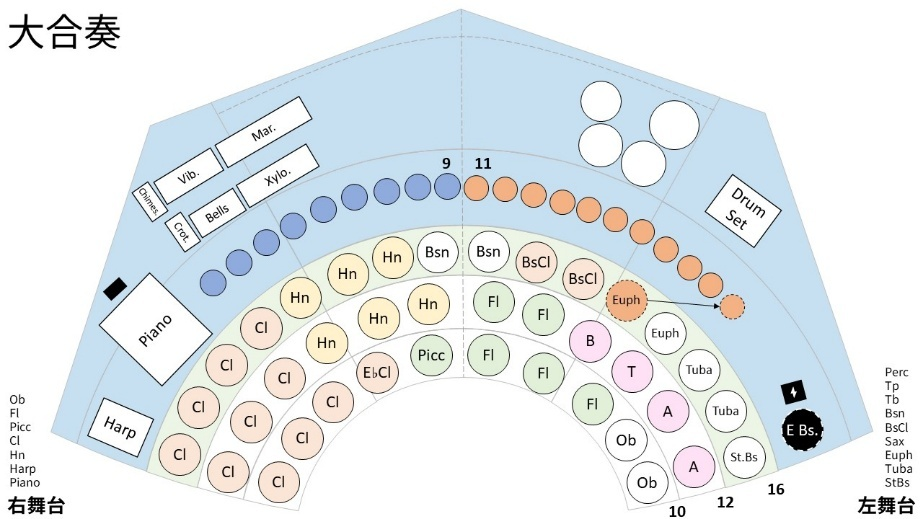 大合奏
Mar.
Vib.
Chimes
Xylo.
Bells
Crot.
Drum
Set
9
11
Piano
Harp
Hn
Hn
Hn
Bsn
Bsn
BsCl
BsCl
Euph
Euph
Tuba
Tuba
St.Bs
E Bs.
Cl
Cl
Cl
Cl
Hn
Hn
Hn
Fl
Fl
B
T
A
A
Cl
Cl
Cl
Cl
E♭Cl
Picc
Fl
Fl
Fl
Ob
Ob
Cl
Cl
Cl
10
12
16
Ob
Fl
Picc
Cl
Hn
Harp
Piano
右舞台
Perc
Tp
Tb
Bsn
BsCl
Sax
Euph
Tuba
StBs
左舞台